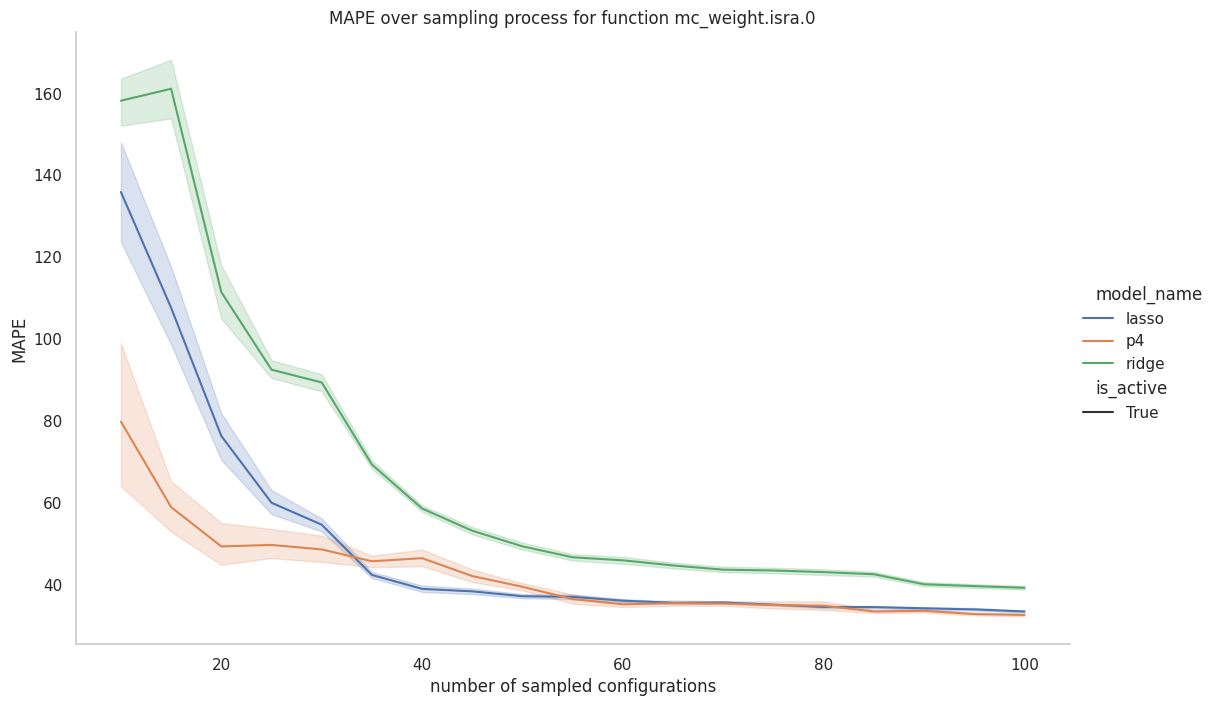 MAPE over sampling process for function mc_weight.isra.0
MAPE
160
140
120
100
80
60
40
20
40
60
80
100
number of sampled configurations
model_name
lasso
p4
ridge
is_active
True